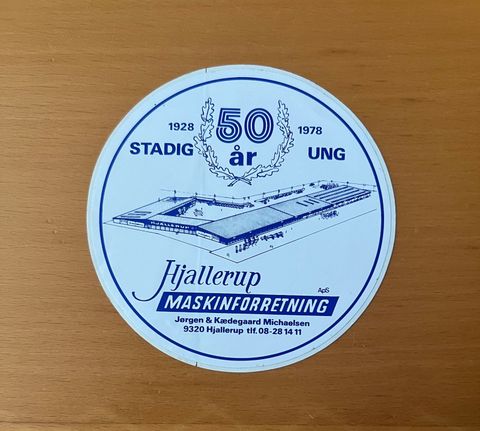 50
1928 1978
STADIG år UNG
HJALLERUP
Hjallerup ApS
MASKINFORRETNING
Jørgen & Kædegaard Michaelsen
9320 Hjallerup tlf. 08-28 14 11